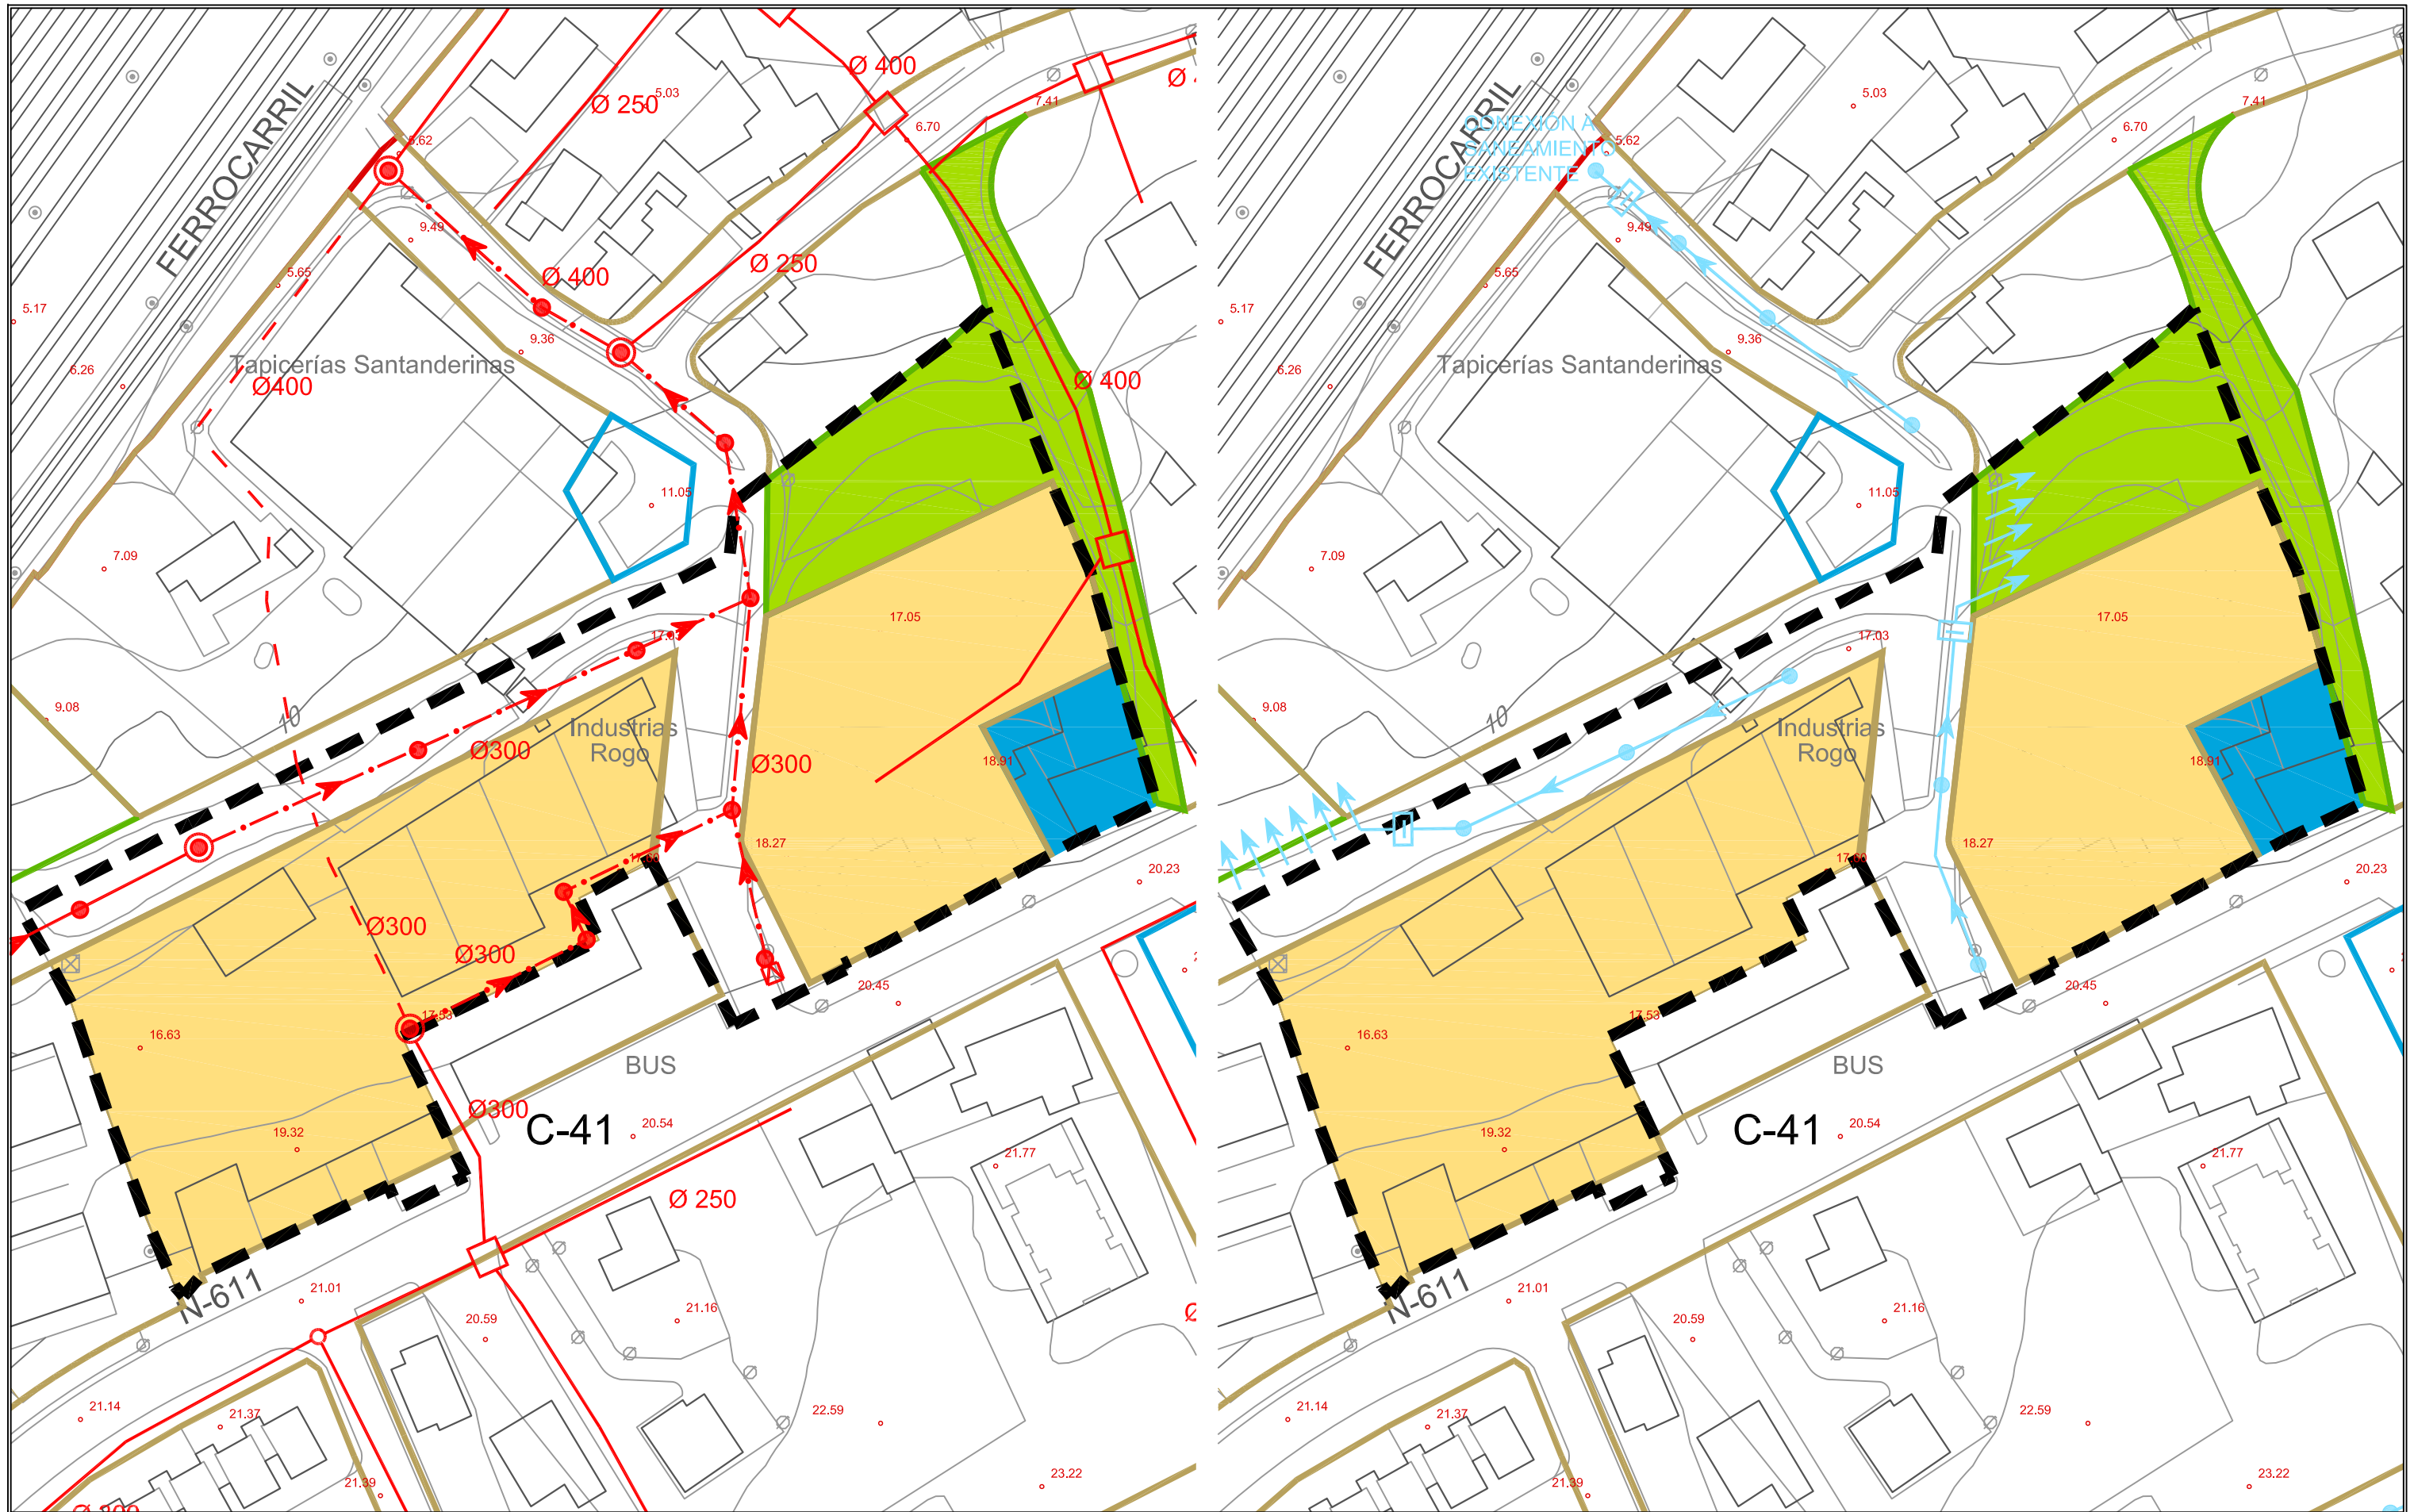 Ø 400
Ø 250
5.03
7.41
6.70
5.62
FERROCARRIL
9.49
Ø 250
Ø 400
5.65
5.17
9.36
Tapicerías Santanderinas
6.26
Ø400
Ø 400
11.05
7.09
17.05
17.03
9.08
10
Industrias
Rogo
Ø300
Ø300
18.91
18.27
17.60
20.23
Ø300
Ø300
20.45
17.53
16.63
BUS
Ø300
C-41
20.54
19.32
21.77
Ø 250
N-611
21.01
21.16
20.59
21.14
21.37
22.59
21.39
23.22
Ø 300
CONEXIÓN A
SANEAMIENTO
EXISTENTE
5.03
7.41
6.70
5.62
FERROCARRIL
9.49
5.65
5.17
9.36
Tapicerías Santanderinas
6.26
11.05
7.09
17.05
17.03
9.08
10
Industrias
Rogo
18.91
18.27
17.60
20.23
20.45
17.53
16.63
BUS
C-41
20.54
19.32
21.77
N-611
21.01
21.16
20.59
21.14
21.37
22.59
21.39
23.22